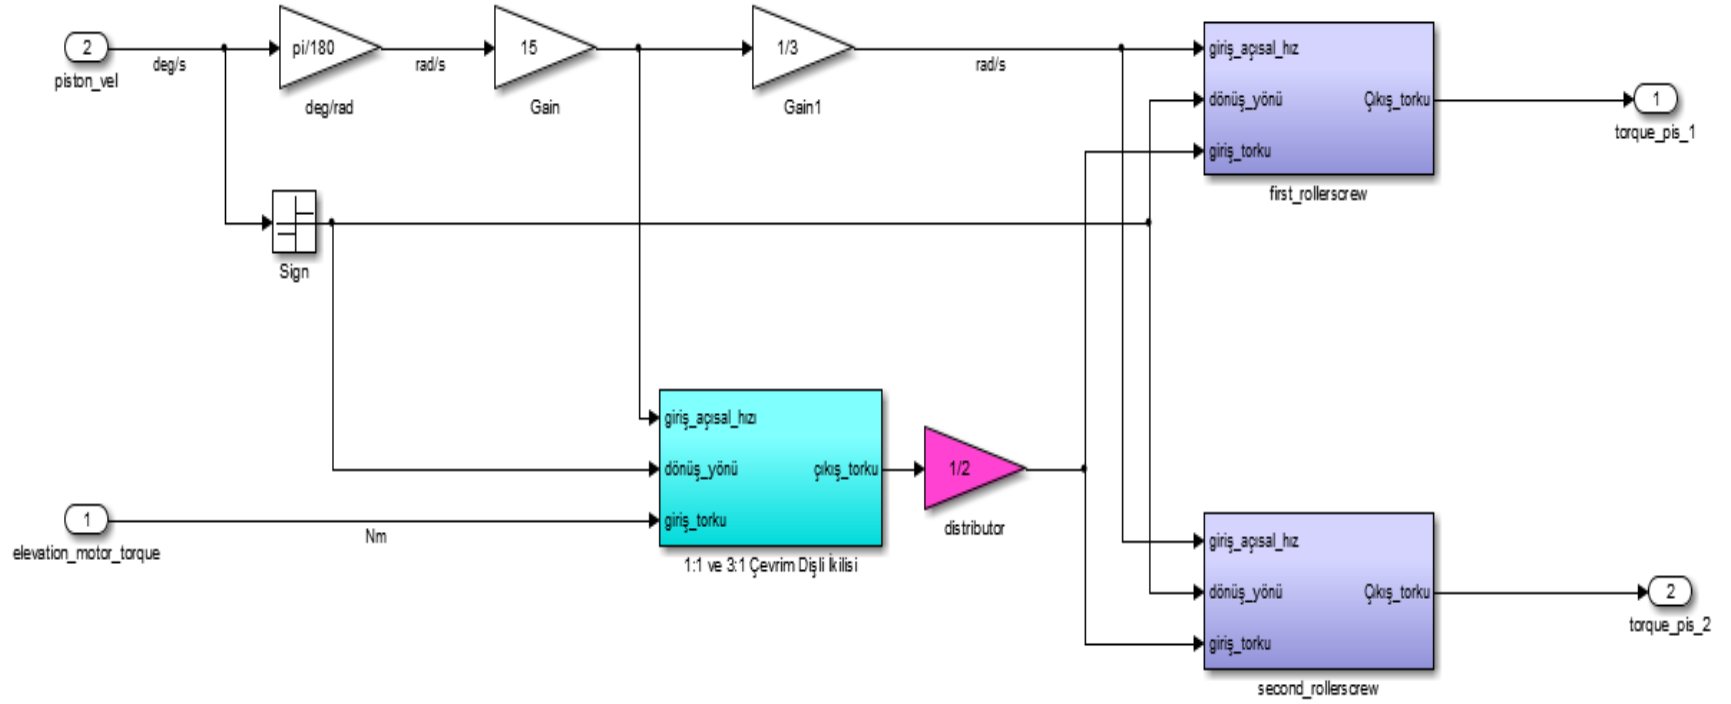 2
piston_vel
deg/s
pi/180
deg/rad
rad/s
15
Gain
1/3
Gain1
rad/s
giriş_açısal_hız
dönüş_yönü
giriş_torku
Çıkış_torku
first_rollerscrew
1
torque_pis_1
Sign
1
elevation_motor_torque
Nm
giriş_açısal_hızı
dönüş_yönü
giriş_torku
çıkış_torku
1:1 ve 3:1 Çevrim Dişli İkilisi
1/2
distributor
giriş_açısal_hız
dönüş_yönü
giriş_torku
Çıkış_torku
second_rollerscrew
2
torque_pis_2